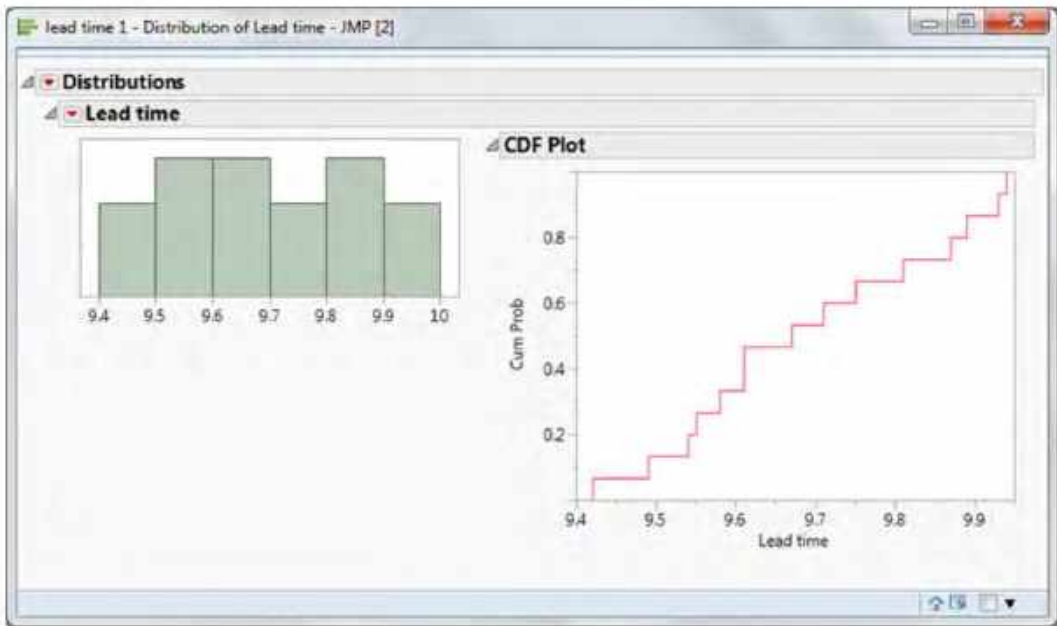 lead time 1 - Distribution of Lead time - JMP [2]
Distributions
Lead time
9.4 9.5 9.6 9.7 9.8 9.9 10
CDF Plot
Cum Prob
0.8
0.6
0.4
0.2
9.4 9.5 9.6 9.7 9.8 9.9
Lead time